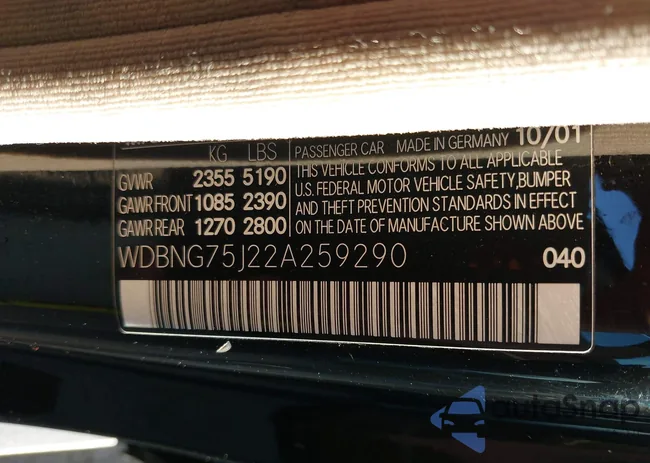 KG LBS
GVWR 2355 5190
GAWR FRONT 1085 2390
GAWR REAR 1270 2800
PASSENGER CAR MADE IN GERMANY 10/01
THIS VEHICLE CONFORMS TO ALL APPLICABLE
U.S. FEDERAL MOTOR VEHICLE SAFETY,BUMPER
AND THEFT PREVENTION STANDARDS IN EFFECT
ON THE DATE OF MANUFACTURE SHOWN ABOVE
WDBNG75J22A259290 040
autoSnap